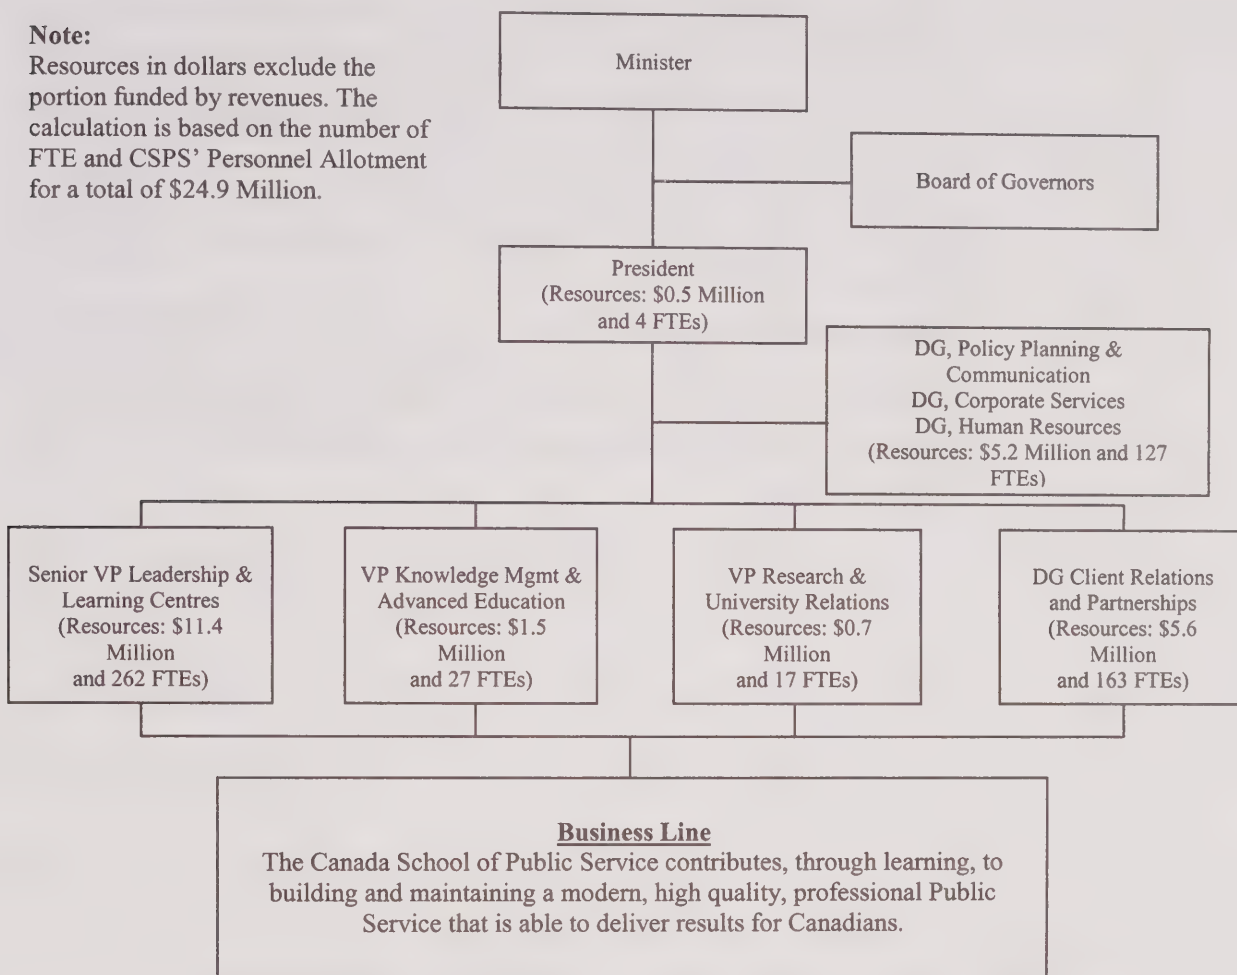 Note:
Resources in dollars exclude the
portion funded by revenues. The
calculation is based on the number of
FTE and CSPS’ Personnel Allotment
for a total of $24.9 Million.
Minister
Board of Governors
President
(Resources: $0.5 Million
and 4 FTEs)
DG, Policy Planning &
Communication
DG, Corporate Services
DG, Human Resources
(Resources: $5.2 Million and 127
FTEs)
Senior VP Leadership &
Learning Centres
(Resources: $11.4
Million
and 262 FTEs)
VP Knowledge Mgmt &
Advanced Education
(Resources: $1.5
Million
and 27 FTEs)
VP Research &
University Relations
(Resources: $0.7
Million
and 17 FTEs)
DG Client Relations
and Partnerships
(Resources: $5.6
Million
and 163 FTEs)
Business Line
The Canada School of Public Service contributes, through learning, to
building and maintaining a modern, high quality, professional Public
Service that is able to deliver results for Canadians.